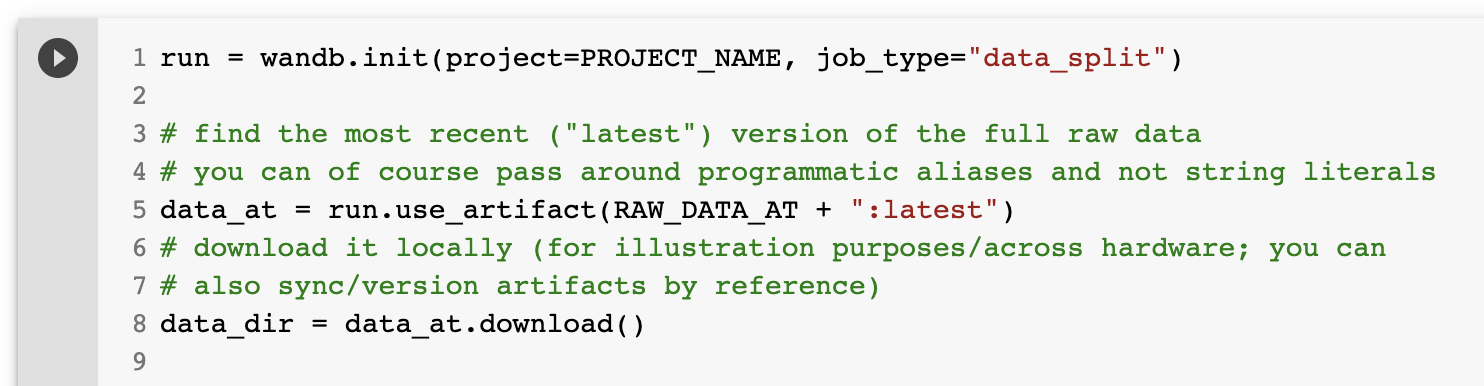 1 run = wandb.init(project=PROJECT_NAME, job_type="data_split")
2
3 # find the most recent ("latest") version of the full raw data
4 # you can of course pass around programmatic aliases and not string literals
5 data_at = run.use_artifact(RAW_DATA_AT + ":latest")
6 # download it locally (for illustration purposes/across hardware; you can
7 # also sync/version artifacts by reference)
8 data_dir = data_at.download()
9